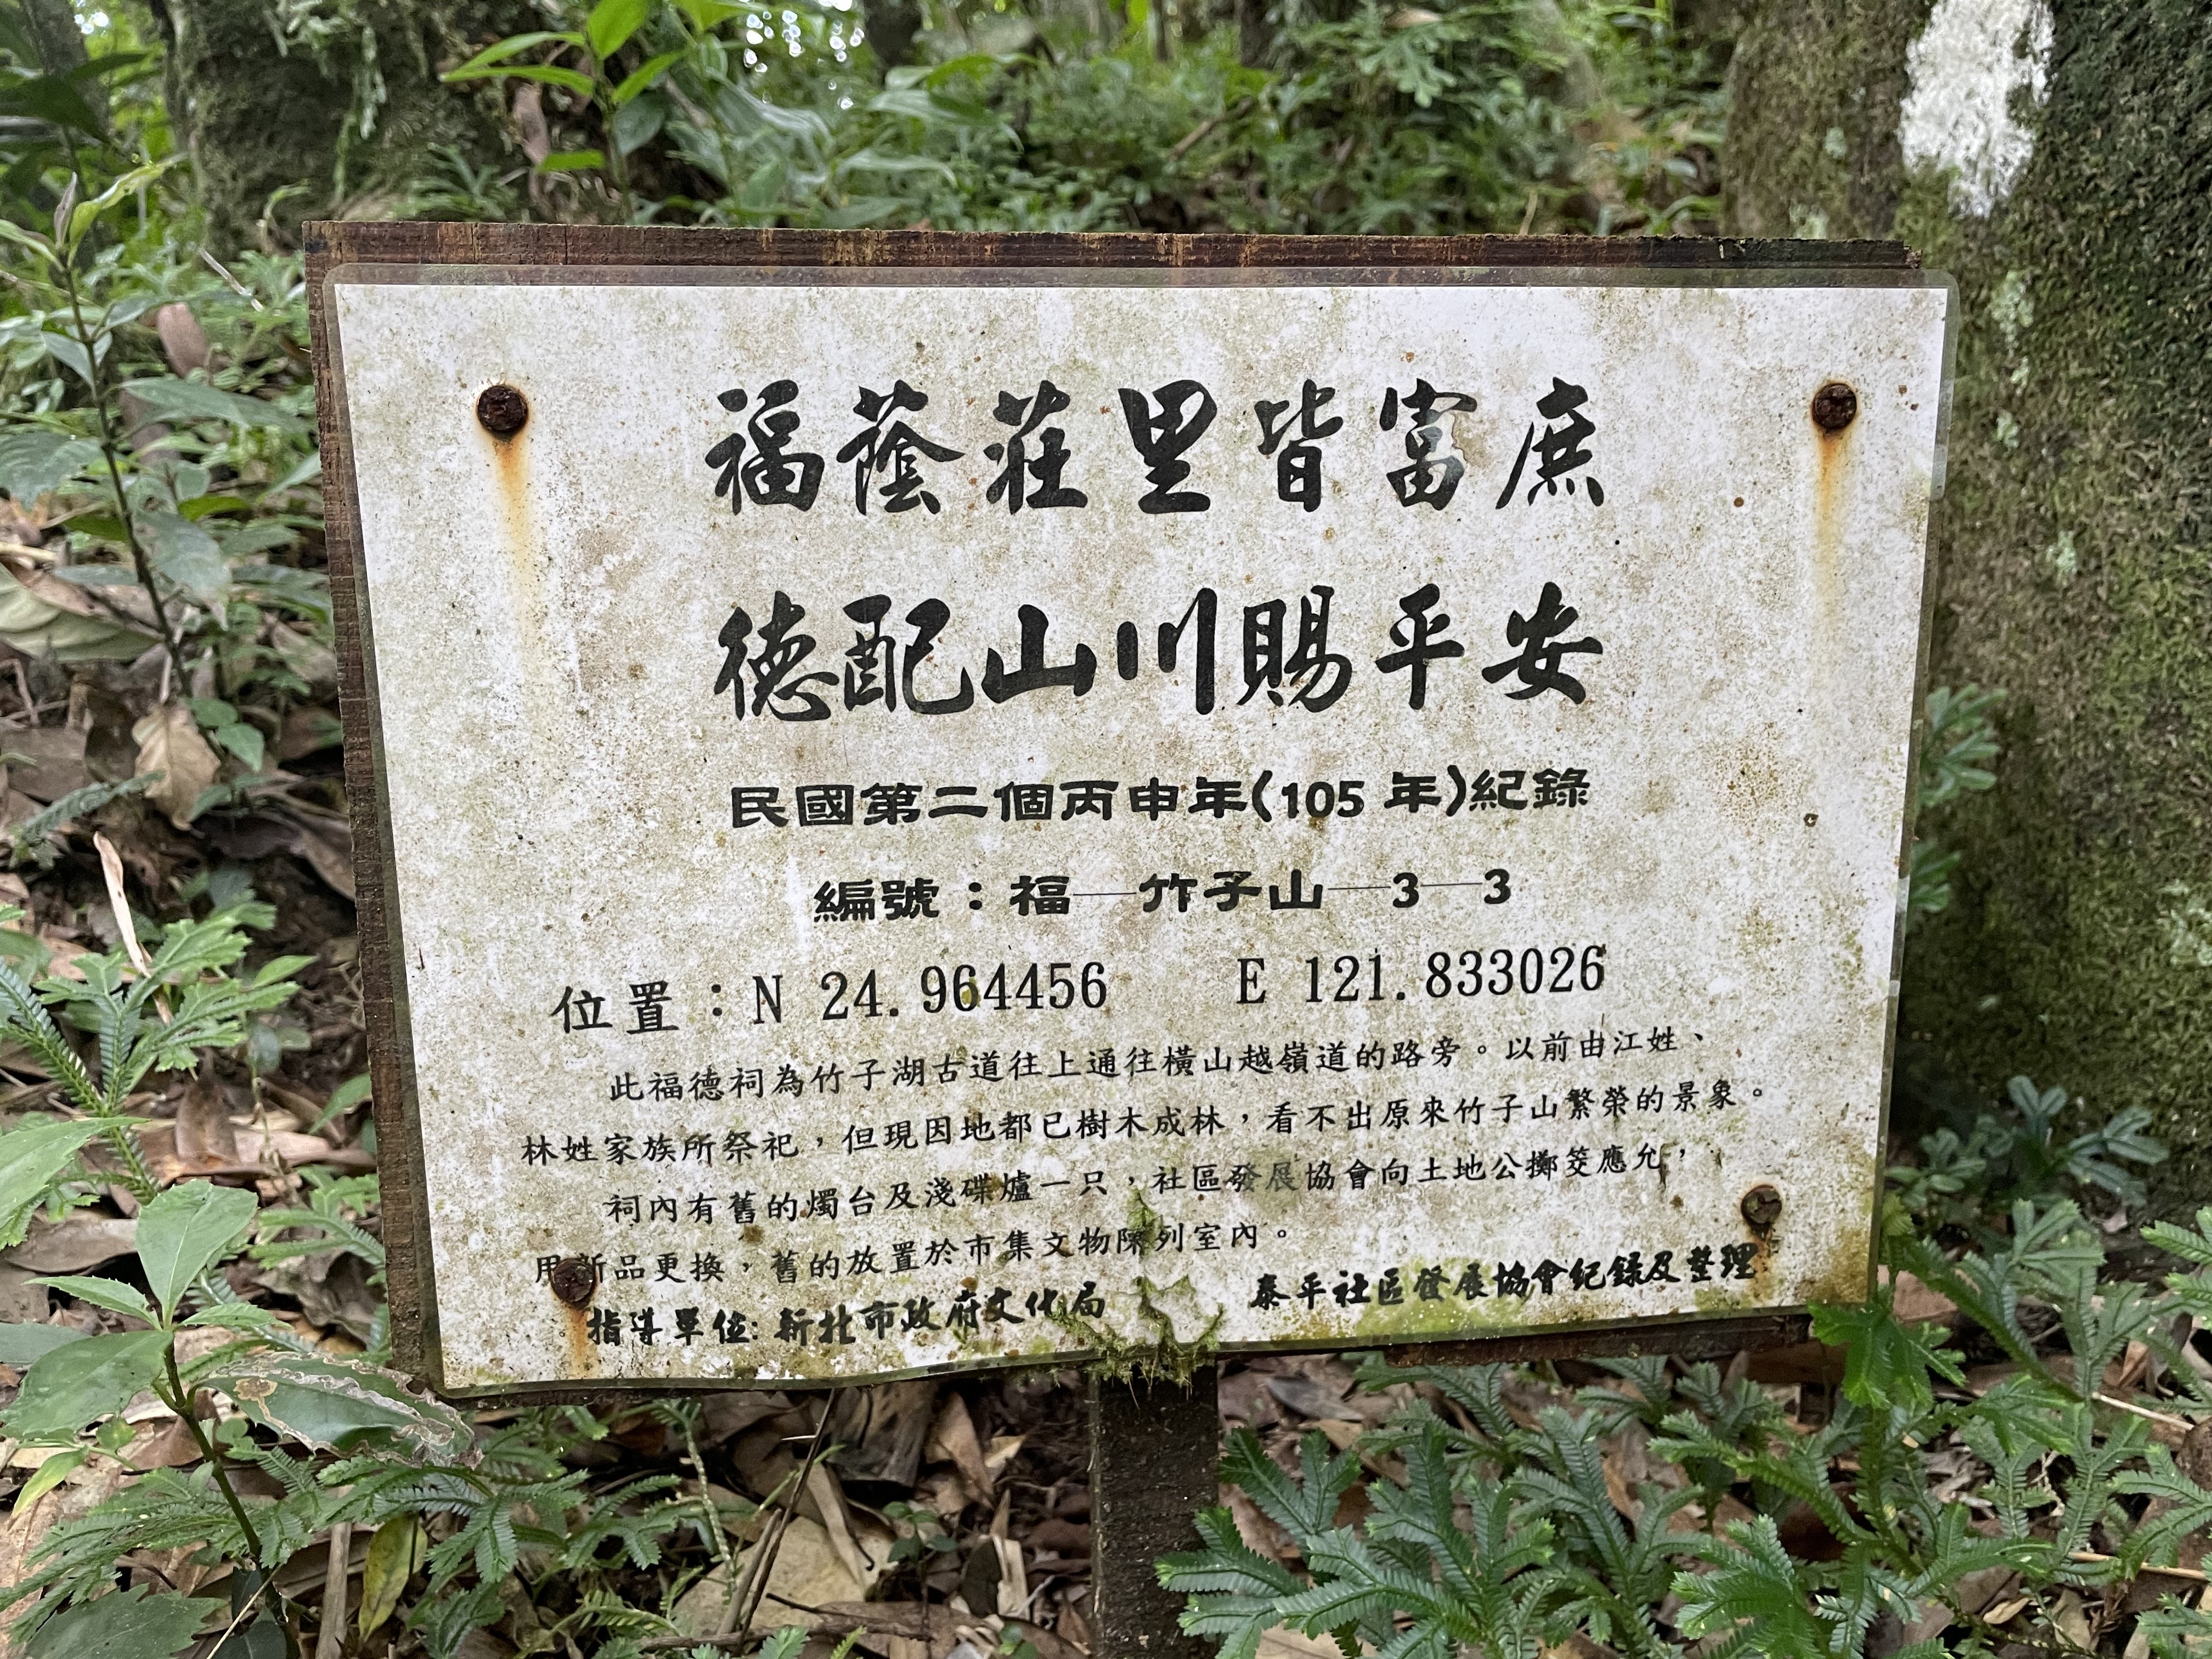 福蔭莊里皆富庶
德配山川賜平安
民國第二個丙申年(105 年)紀錄
編號：福—竹子山—3—3
位置：N 24.964456 E 121.833026
此福德祠為竹子湖古道往上通往橫山越嶺道的路旁。以前由江姓、
林姓家族所祭祀，但現因地都已樹木成林，看不出原來竹子山繁榮的景象。
祠內有舊的燭台及淺碟爐一只，社區發展協會向土地公擲筊應允，
用新品更換，舊的放置於市集文物陳列室內。
指導單位: 新北市政府文化局 泰平社區發展協會紀錄及整理